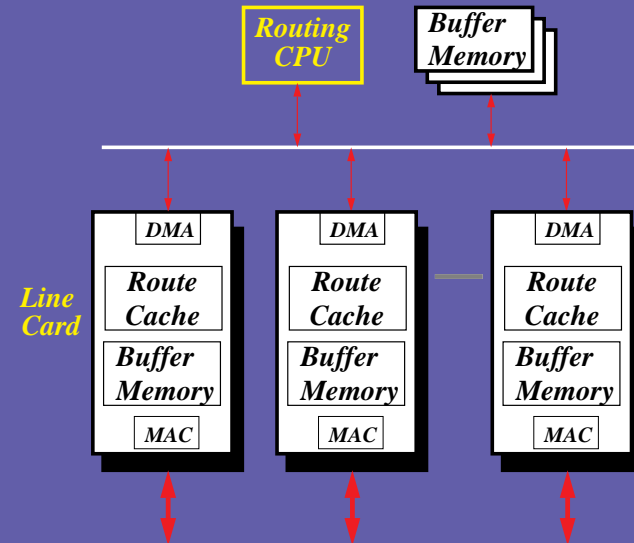 Routing
CPU
Buffer
Memory
DMA
Route
Cache
Buffer
Memory
MAC
DMA
Route
Cache
Buffer
Memory
MAC
DMA
Route
Cache
Buffer
Memory
MAC
Line
Card